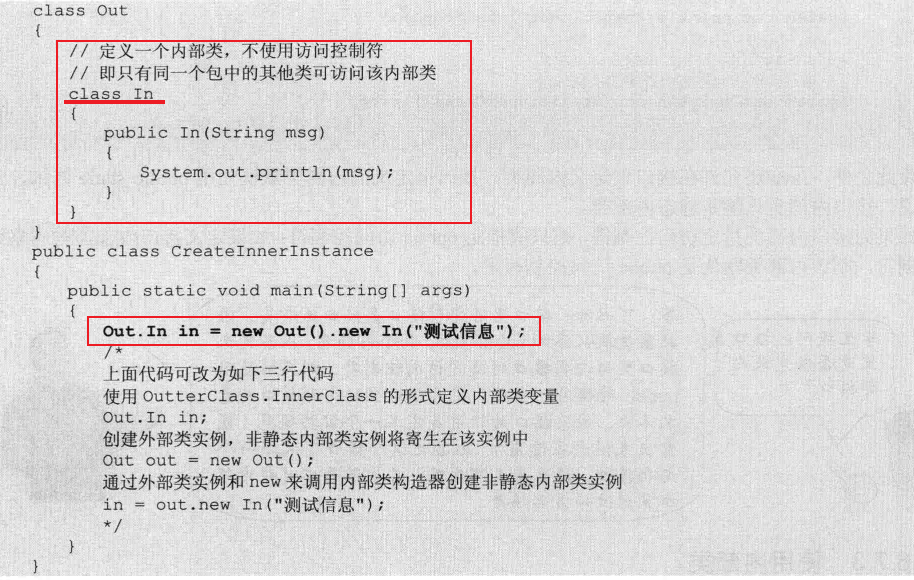 class Out
{
// 定义一个内部类，不使用访问控制符
// 即只有同一个包中的其他类可访问该内部类
class In
{
public In(String msg)
{
System.out.println(msg);
}
}
}
public class CreateInnerInstance
{
public static void main(String[] args)
{
Out.In in = new Out().new In("测试信息");
/*
上面代码可改为如下三行代码
使用 OutterClass.InnerClass 的形式定义内部类变量
Out.In in;
创建外部类实例，非静态内部类实例将寄生在该实例中
Out out = new Out();
通过外部类实例和 new 来调用内部类构造器创建非静态内部类实例
in = out.new In("测试信息");
*/
}
}